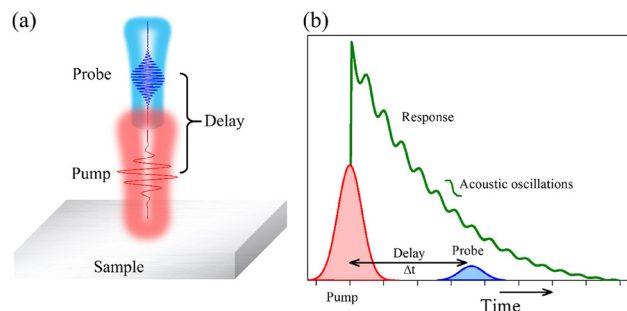 (a)
Probe
Delay
Pump
Sample
(b)
Response
Acoustic oscillations
Delay
Δt
Probe
Pump
Time